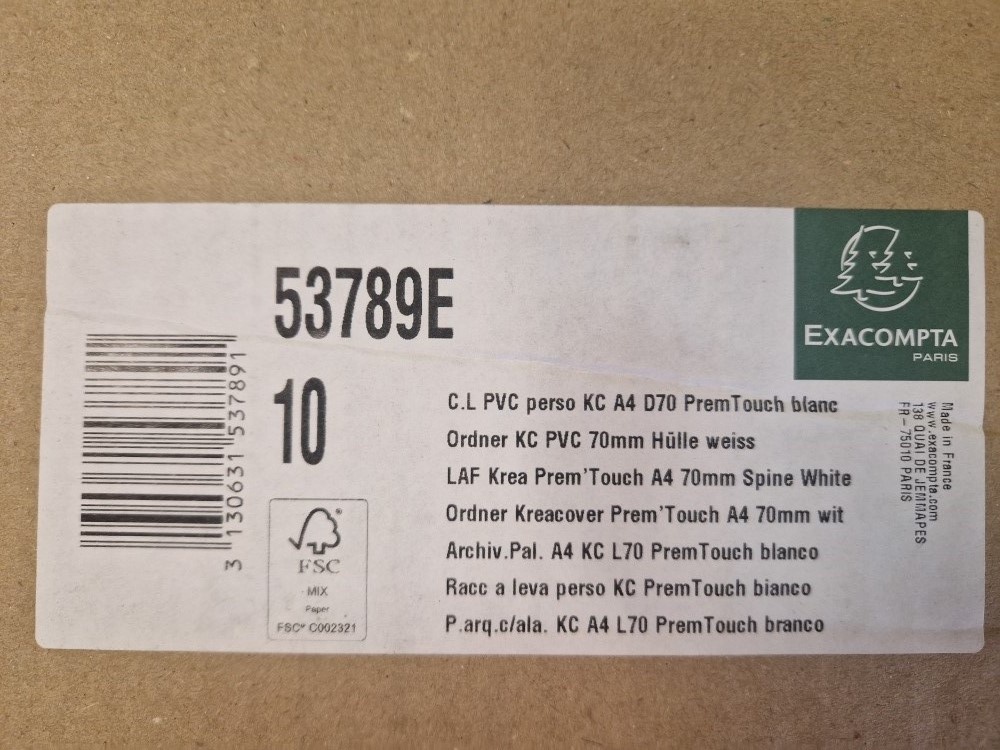 53789E
10
3 130631 537891
FSC
MIX
Paper
FSC® C002321
C.L PVC perso KC A4 D70 PremTouch blanc
Ordner KC PVC 70mm Hülle weiss
LAF Krea Prem'Touch A4 70mm Spine White
Ordner Kreacover Prem'Touch A4 70mm wit
Archiv.Pal. A4 KC L70 PremTouch blanco
Racc a leva perso KC PremTouch bianco
P.arq.c/ala. KC A4 L70 PremTouch branco
EXACOMPTA
PARIS
Made in France
www.exacompta.com
138 QUAI DE JEMMAPES
FR - 75010 PARIS